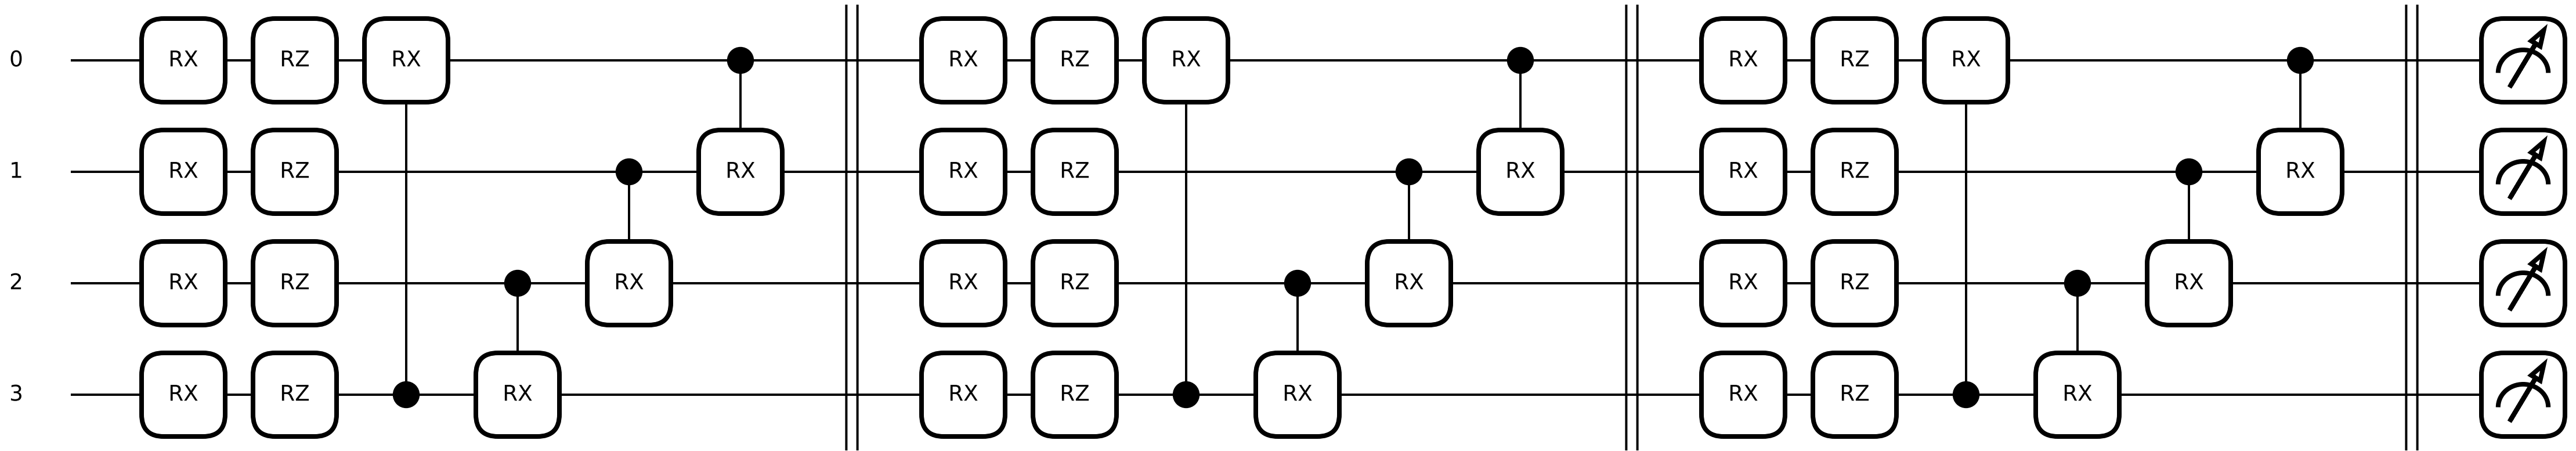 0 RX RZ RX RX RZ RX RX RZ RX
1 RX RZ RX RX RZ RX RX RZ RX
2 RX RZ RX RX RZ RX RX RZ RX
3 RX RZ RX RX RZ RX RX RZ RX